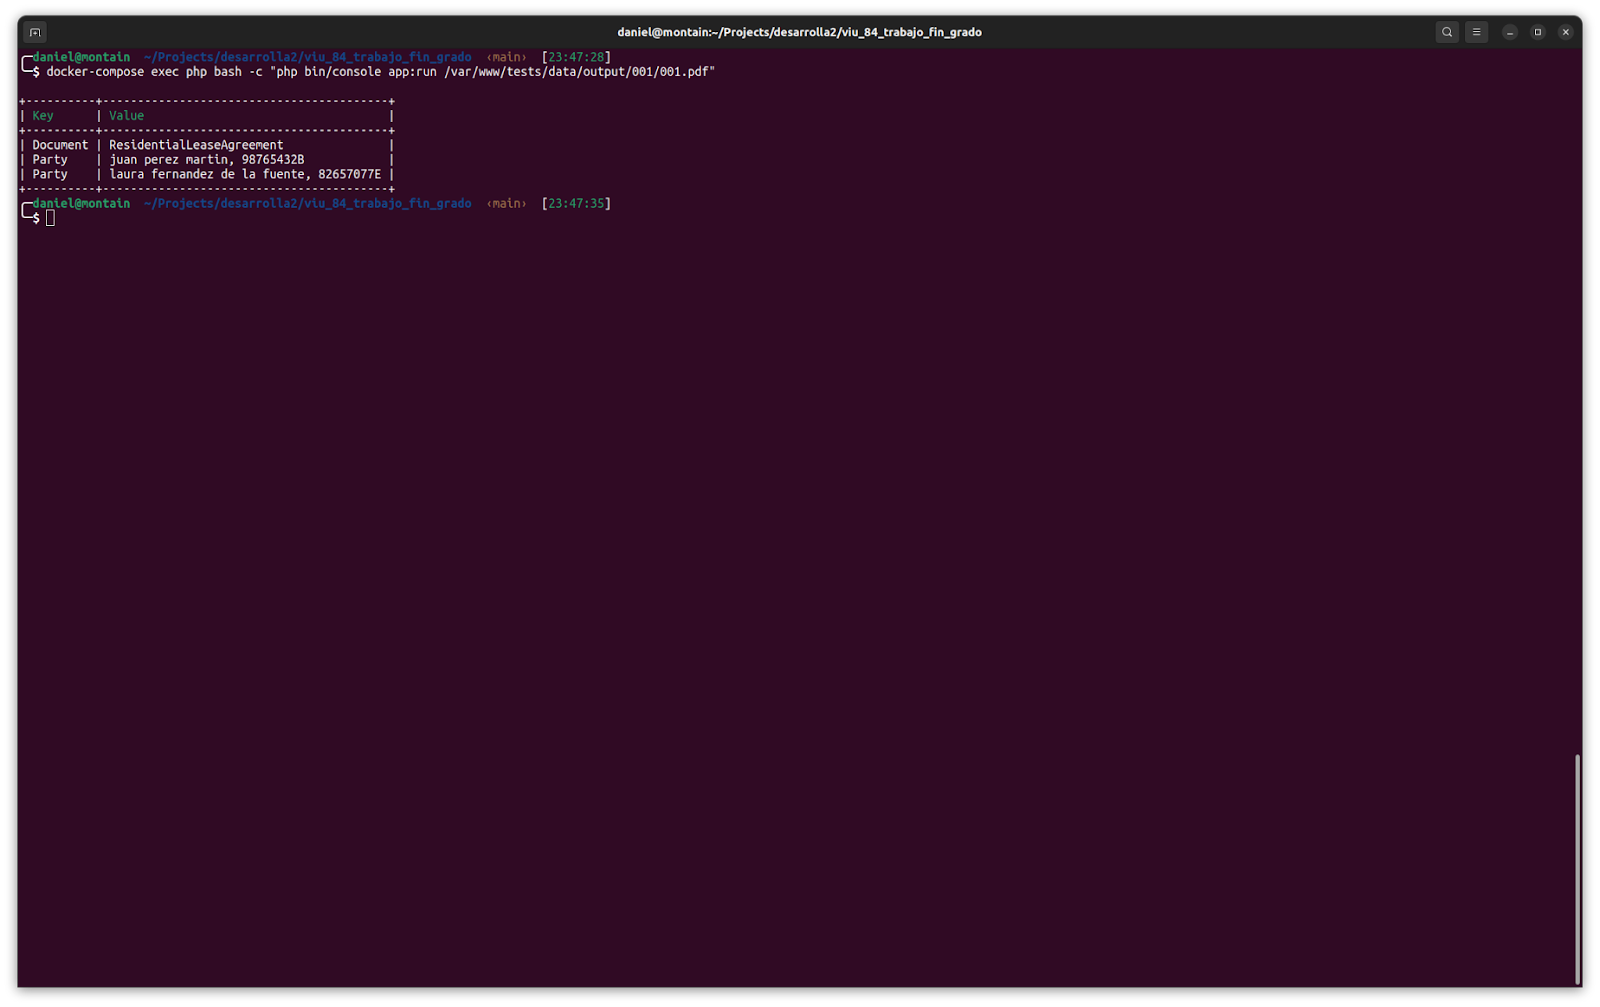 daniel@montain:~/Projects/desarrolla2/viu_84_trabajo_fin_grado
daniel@montain ~/Projects/desarrolla2/viu_84_trabajo_fin_grado ‹main› [23:47:28]
$ docker-compose exec php bash -c "php bin/console app:run /var/www/tests/data/output/001/001.pdf"
+----------+-----------------------------------------+
| Key      | Value                                   |
+----------+-----------------------------------------+
| Document | ResidentialLeaseAgreement               |
| Party    | juan perez martin, 98765432B            |
| Party    | laura fernandez de la fuente, 82657077E |
+----------+-----------------------------------------+
daniel@montain ~/Projects/desarrolla2/viu_84_trabajo_fin_grado ‹main› [23:47:35]
$